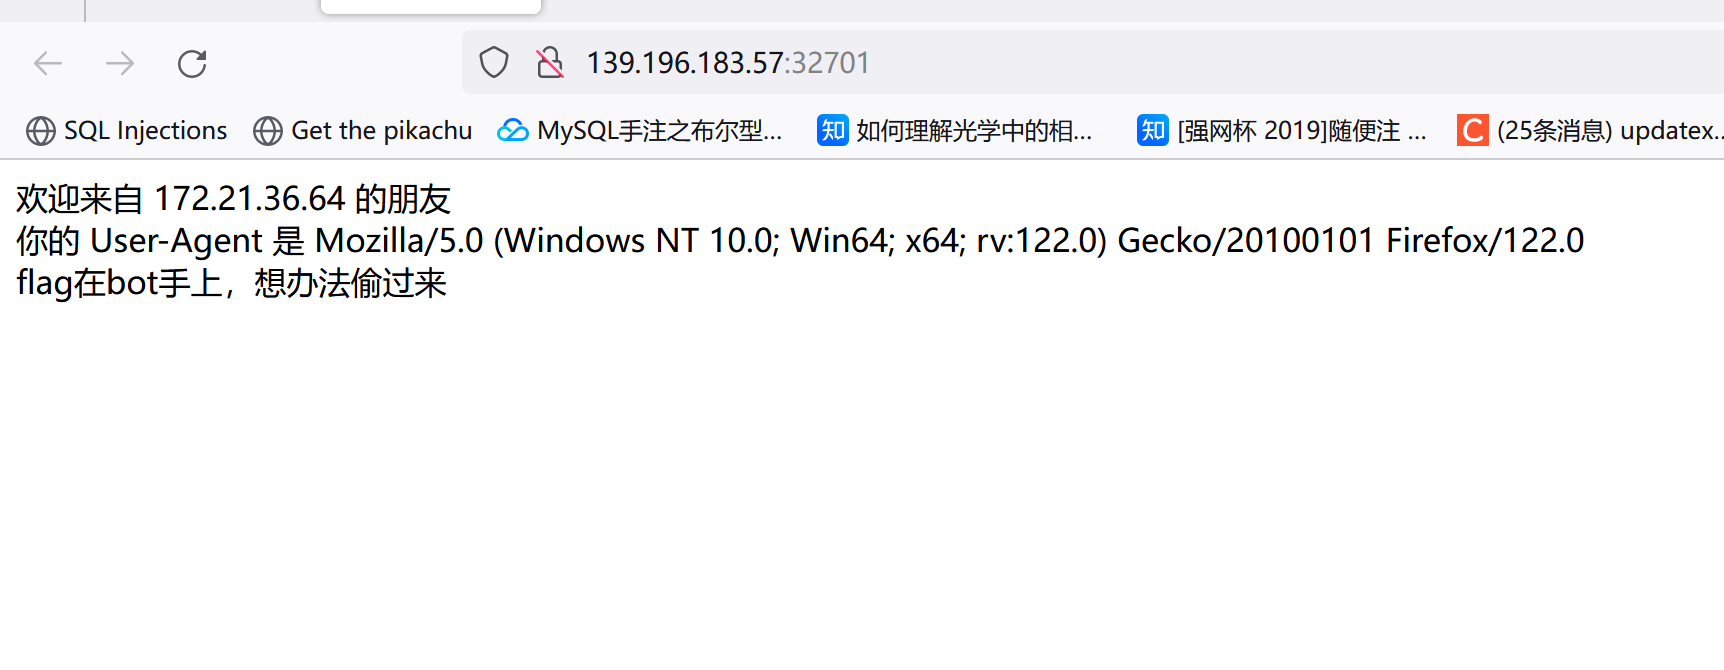 139.196.183.57:32701
SQL Injections Get the pikachu MySQL手注之布尔型... 知 如何理解光学中的相... 知 [强网杯 2019]随便注 ... C (25条消息) updatex...
欢迎来自 172.21.36.64 的朋友
你的 User-Agent 是 Mozilla/5.0 (Windows NT 10.0; Win64; x64; rv:122.0) Gecko/20100101 Firefox/122.0
flag在bot手上，想办法偷过来